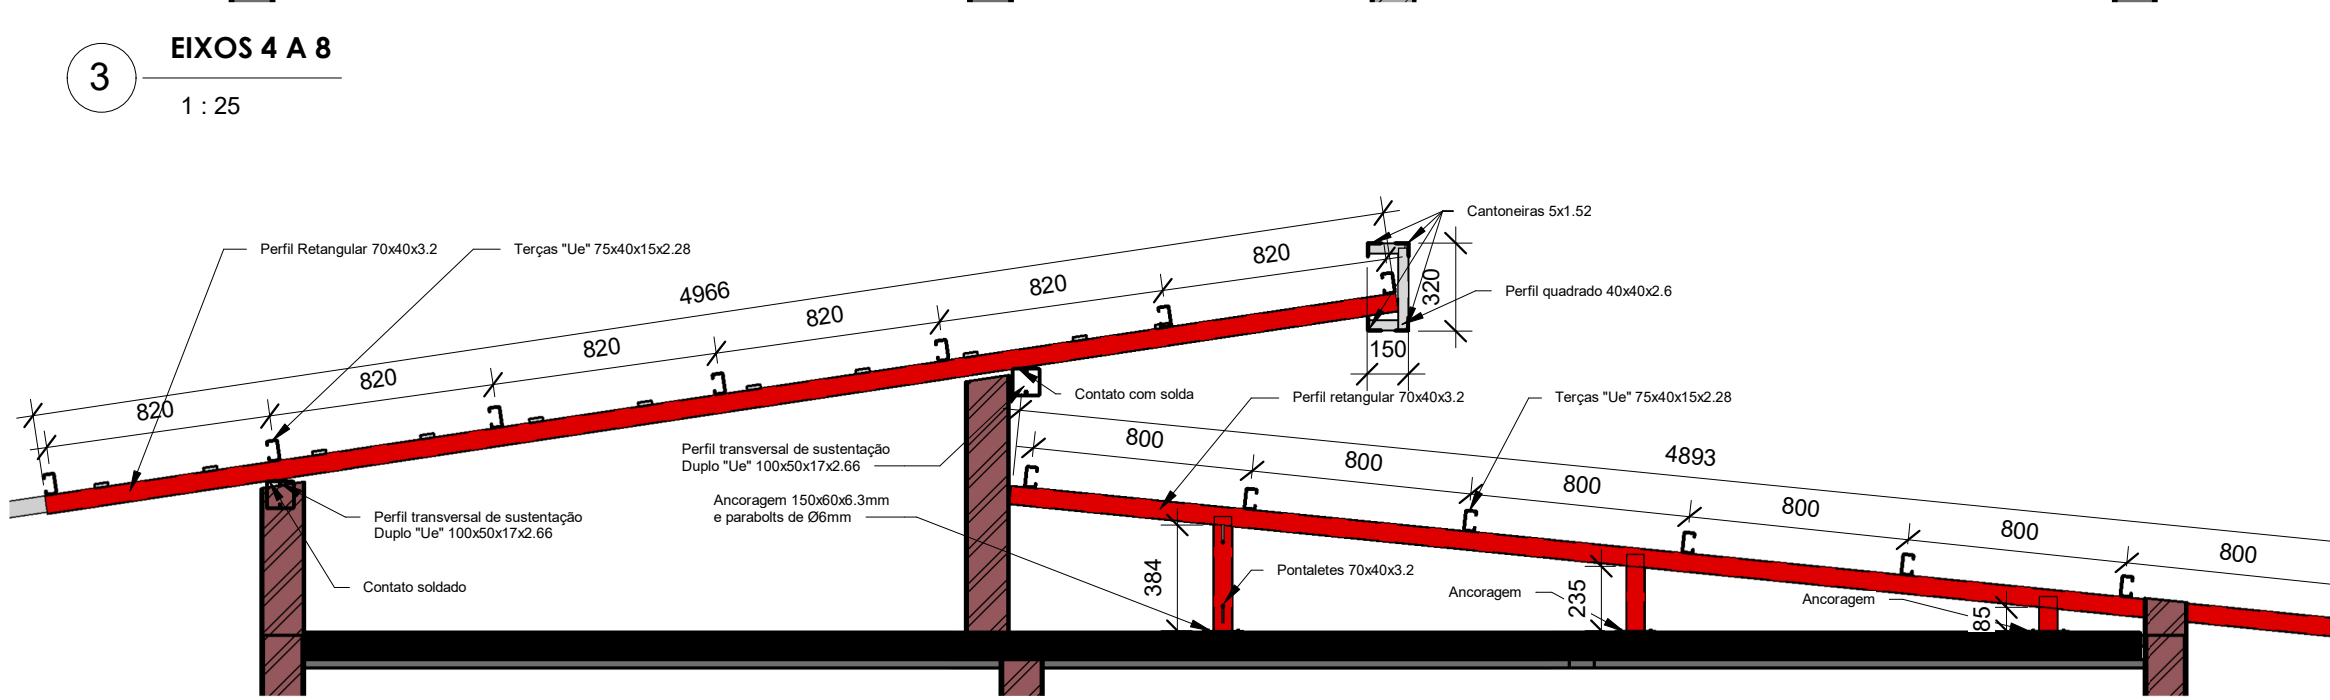 EIXOS 4 A 8
3
1 : 25
Cantoneiras 5x1.52
Perfil Retangular 70x40x3.2
Terças "Ue" 75x40x15x2.28
820
4966
820
320
Perfil quadrado 40x40x2.6
820
820
150
820
820
Contato com solda
Perfil retangular 70x40x3.2
Terças "Ue" 75x40x15x2.28
Perfil transversal de sustentação
Duplo "Ue" 100x50x17x2.66
800
800
4893
800
800
800
800
Ancoragem 150x60x6.3mm
e parabolts de Ø6mm
Perfil transversal de sustentação
Duplo "Ue" 100x50x17x2.66
384
Pontaletes 70x40x3.2
Contato soldado
Ancoragem
235
Ancoragem
85